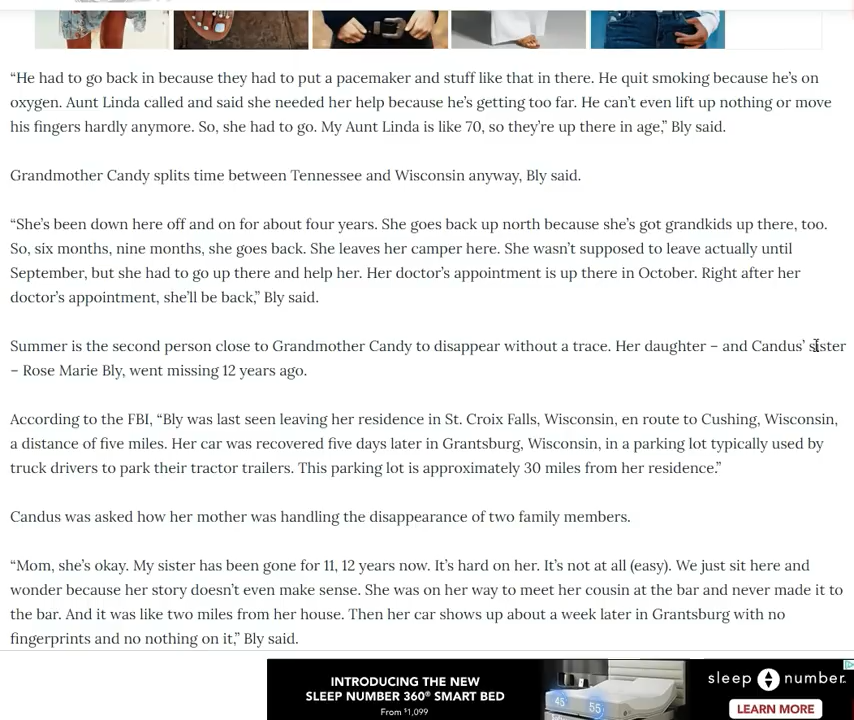 “He had to go back in because they had to put a pacemaker and stuff like that in there. He quit smoking because he’s on
oxygen. Aunt Linda called and said she needed her help because he’s getting too far. He can’t even lift up nothing or move
his fingers hardly anymore. So, she had to go. My Aunt Linda is like 70, so they’re up there in age,” Bly said.
Grandmother Candy splits time between Tennessee and Wisconsin anyway, Bly said.
“She’s been down here off and on for about four years. She goes back up north because she’s got grandkids up there, too.
So, six months, nine months, she goes back. She leaves her camper here. She wasn’t supposed to leave actually until
September, but she had to go up there and help her. Her doctor’s appointment is up there in October. Right after her
doctor’s appointment, she’ll be back,” Bly said.
Summer is the second person close to Grandmother Candy to disappear without a trace. Her daughter – and Candus’ sister
– Rose Marie Bly, went missing 12 years ago.
According to the FBI, “Bly was last seen leaving her residence in St. Croix Falls, Wisconsin, en route to Cushing, Wisconsin,
a distance of five miles. Her car was recovered five days later in Grantsburg, Wisconsin, in a parking lot typically used by
truck drivers to park their tractor trailers. This parking lot is approximately 30 miles from her residence.”
Candus was asked how her mother was handling the disappearance of two family members.
“Mom, she’s okay. My sister has been gone for 11, 12 years now. It’s hard on her. It’s not at all (easy). We just sit here and
wonder because her story doesn’t even make sense. She was on her way to meet her cousin at the bar and never made it to
the bar. And it was like two miles from her house. Then her car shows up about a week later in Grantsburg with no
fingerprints and no nothing on it,” Bly said.
INTRODUCING THE NEW
SLEEP NUMBER 360® SMART BED
From $1,099
45
55
sleep number.
LEARN MORE